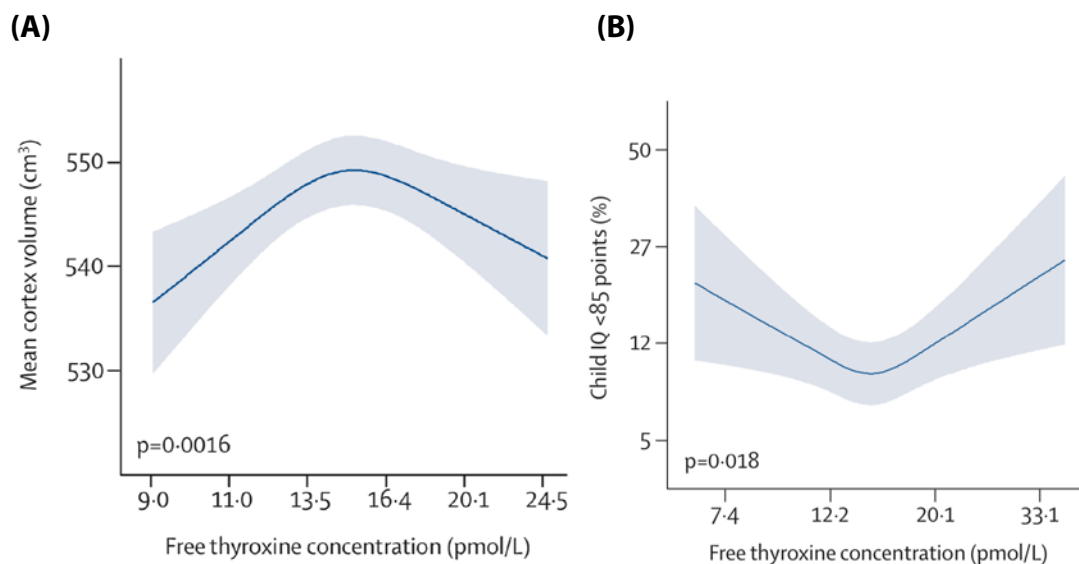 (A)
Mean cortex volume (cm³)
550
540
530
p=0·0016
9·0 11·0 13·5 16·4 20·1 24·5
Free thyroxine concentration (pmol/L)
(B)
Child IQ <85 points (%)
50
27
12
5
p=0·018
7·4 12·2 20·1 33·1
Free thyroxine concentration (pmol/L)